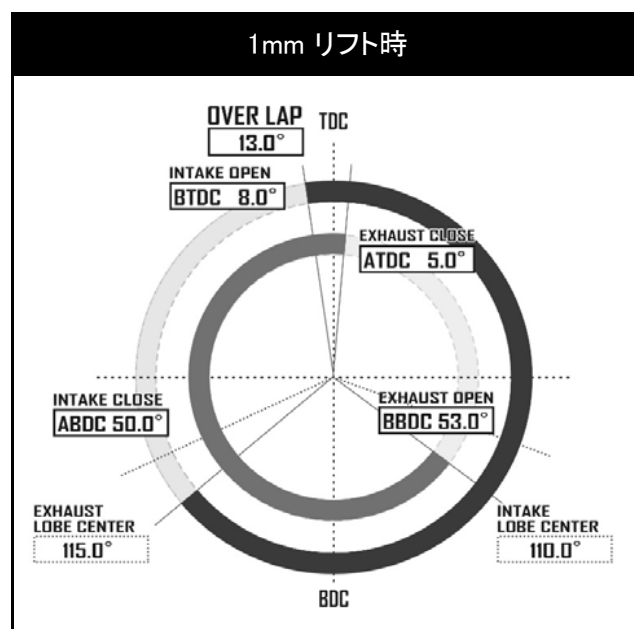 1mm リフト時
OVER LAP
13.0°
TDC
INTAKE OPEN
BTDC 8.0°
EXHAUST CLOSE
ATDC 5.0°
INTAKE CLOSE
ABDC 50.0°
EXHAUST OPEN
BBDC 53.0°
EXHAUST
LOBE CENTER
115.0°
INTAKE
LOBE CENTER
110.0°
BDC